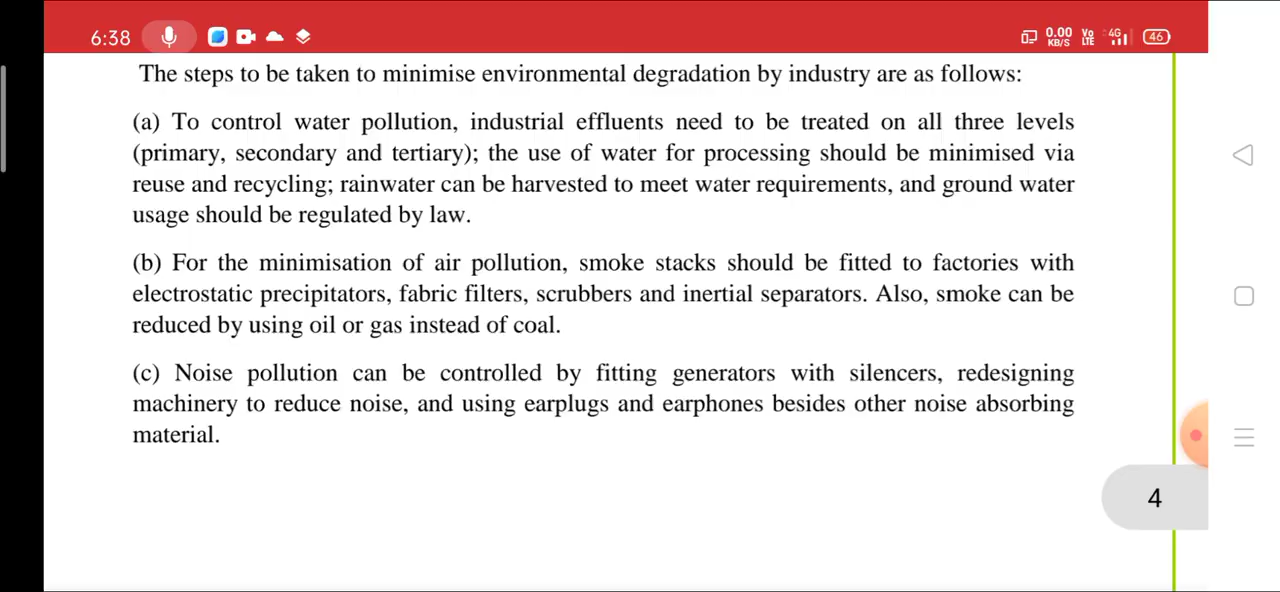 6:38
0.00 KB/S Vo LTE 4G 46
The steps to be taken to minimise environmental degradation by industry are as follows:
(a) To control water pollution, industrial effluents need to be treated on all three levels
(primary, secondary and tertiary); the use of water for processing should be minimised via
reuse and recycling; rainwater can be harvested to meet water requirements, and ground water
usage should be regulated by law.
(b) For the minimisation of air pollution, smoke stacks should be fitted to factories with
electrostatic precipitators, fabric filters, scrubbers and inertial separators. Also, smoke can be
reduced by using oil or gas instead of coal.
(c) Noise pollution can be controlled by fitting generators with silencers, redesigning
machinery to reduce noise, and using earplugs and earphones besides other noise absorbing
material.
4